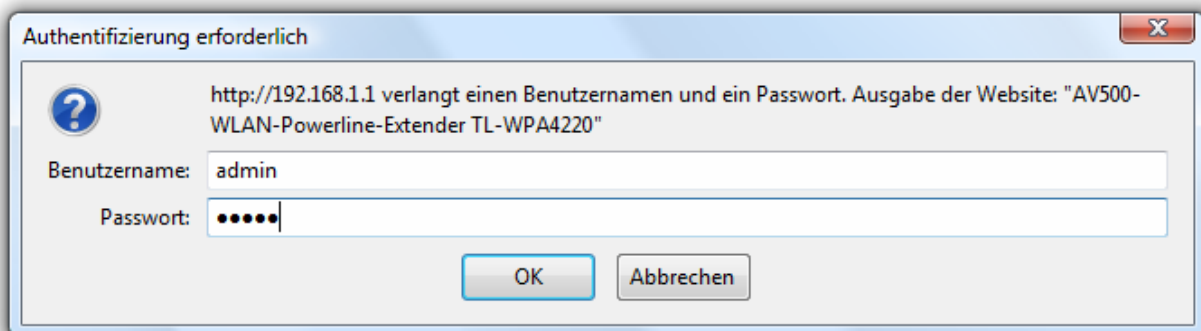 Authentifizierung erforderlich
http://192.168.1.1 verlangt einen Benutzernamen und ein Passwort. Ausgabe der Website: "AV500-
WLAN-Powerline-Extender TL-WPA4220"
Benutzername: admin
Passwort: •••••
OK Abbrechen